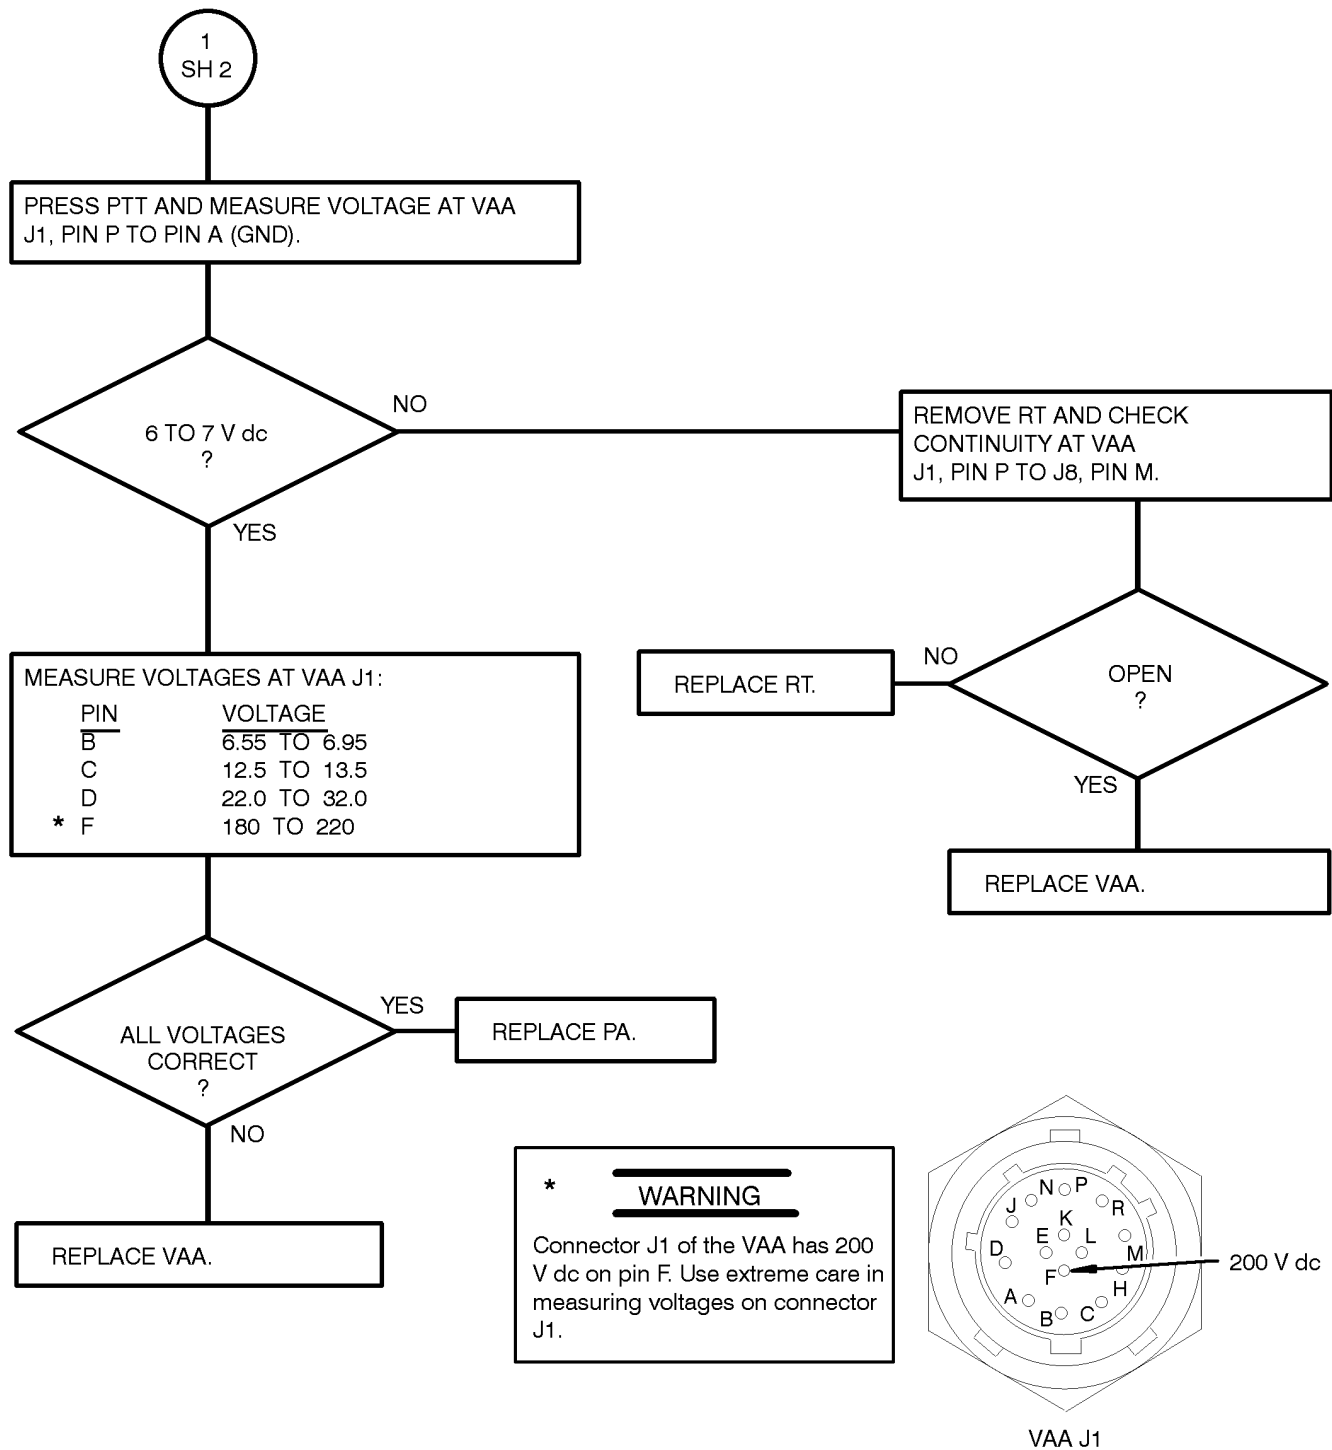 1
SH 2
PRESS PTT AND MEASURE VOLTAGE AT VAA
J1, PIN P TO PIN A (GND).
6 TO 7 V dc
?
NO
YES
REMOVE RT AND CHECK
CONTINUITY AT VAA
J1, PIN P TO J8, PIN M.
OPEN
?
NO
REPLACE RT.
YES
REPLACE VAA.
MEASURE VOLTAGES AT VAA J1:
PIN VOLTAGE
B 6.55 TO 6.95
C 12.5 TO 13.5
D 22.0 TO 32.0
* F 180 TO 220
ALL VOLTAGES
CORRECT
?
YES
REPLACE PA.
NO
REPLACE VAA.
* WARNING
Connector J1 of the VAA has 200
V dc on pin F. Use extreme care in
measuring voltages on connector
J1.
N P
J R
K
E L
D M
F H
A B C
200 V dc
VAA J1